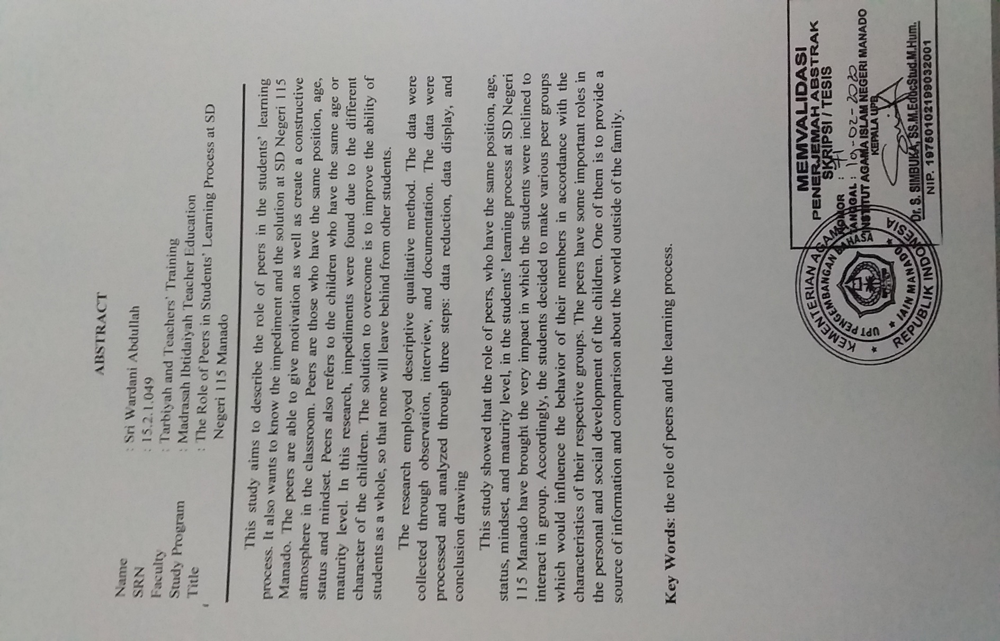 ABSTRACT
Name : Sri Wardani Abdullah
SRN : 15.2.1.049
Faculty : Tarbiyah and Teachers' Training
Study Program : Madrasah Ibtidaiyah Teacher Education
Title : The Role of Peers in Students' Learning Process at SD
Negeri 115 Manado
This study aims to describe the role of peers in the students' learning
process. It also wants to know the impediment and the solution at SD Negeri 115
Manado. The peers are able to give motivation as well as create a constructive
atmosphere in the classroom. Peers are those who have the same position, age,
status and mindset. Peers also refers to the children who have the same age or
maturity level. In this research, impediments were found due to the different
character of the children. The solution to overcome is to improve the ability of
students as a whole, so that none will leave behind from other students.
The research employed descriptive qualitative method. The data were
collected through observation, interview, and documentation. The data were
processed and analyzed through three steps: data reduction, data display, and
conclusion drawing
This study showed that the role of peers, who have the same position, age,
status, mindset, and maturity level, in the students' learning process at SD Negeri
115 Manado have brought the very impact in which the students were inclined to
interact in group. Accordingly, the students decided to make various peer groups
which would influence the behavior of their members in accordance with the
characteristics of their respective groups. The peers have some important roles in
the personal and social development of the children. One of them is to provide a
source of information and comparison about the world outside of the family.
Key Words: the role of peers and the learning process.
MEMVALIDASI
PENERJEMAH ABSTRAK
SKRIPSI / TESIS
NOMOR :
TANGGAL : 19-02-2020
INSTITUT AGAMA ISLAM NEGERI MANADO
KEPALA UPB
Dr. S. SIMBUKA, SS.M.EdocStud.M.Hum.
NIP. 197501021999032001
KEMENTERIAN AGAMA
REPUBLIK INDONESIA
UPT PENGEMBANGAN BAHASA
IAIN MANADO